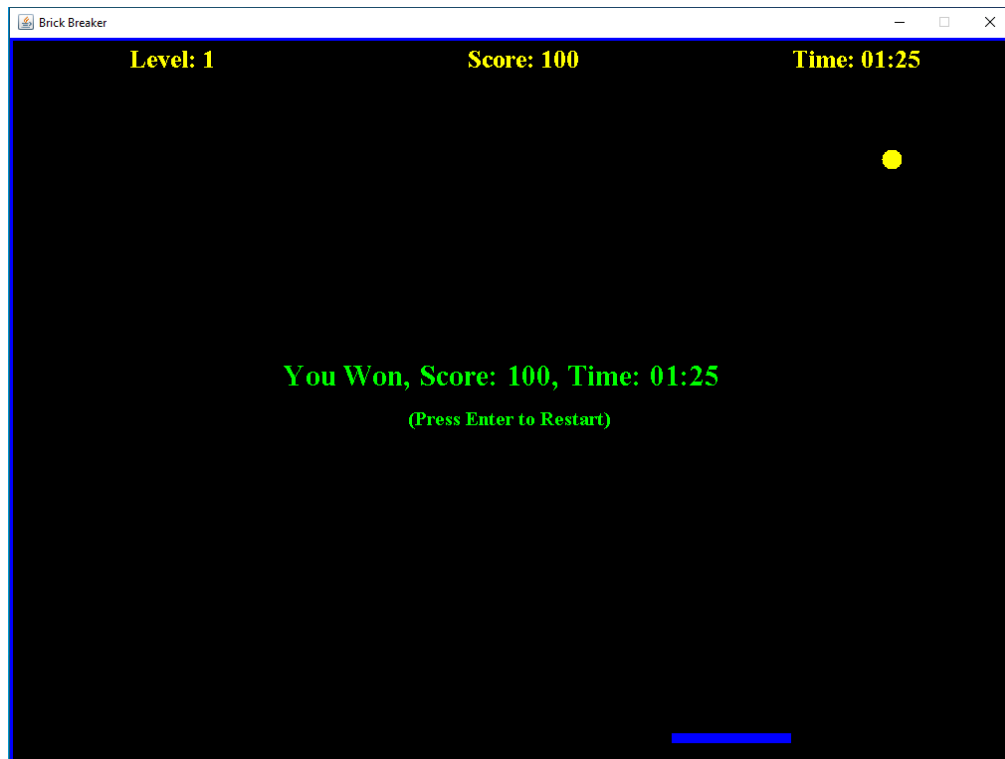 Brick Breaker
Level: 1 Score: 100 Time: 01:25
You Won, Score: 100, Time: 01:25
(Press Enter to Restart)